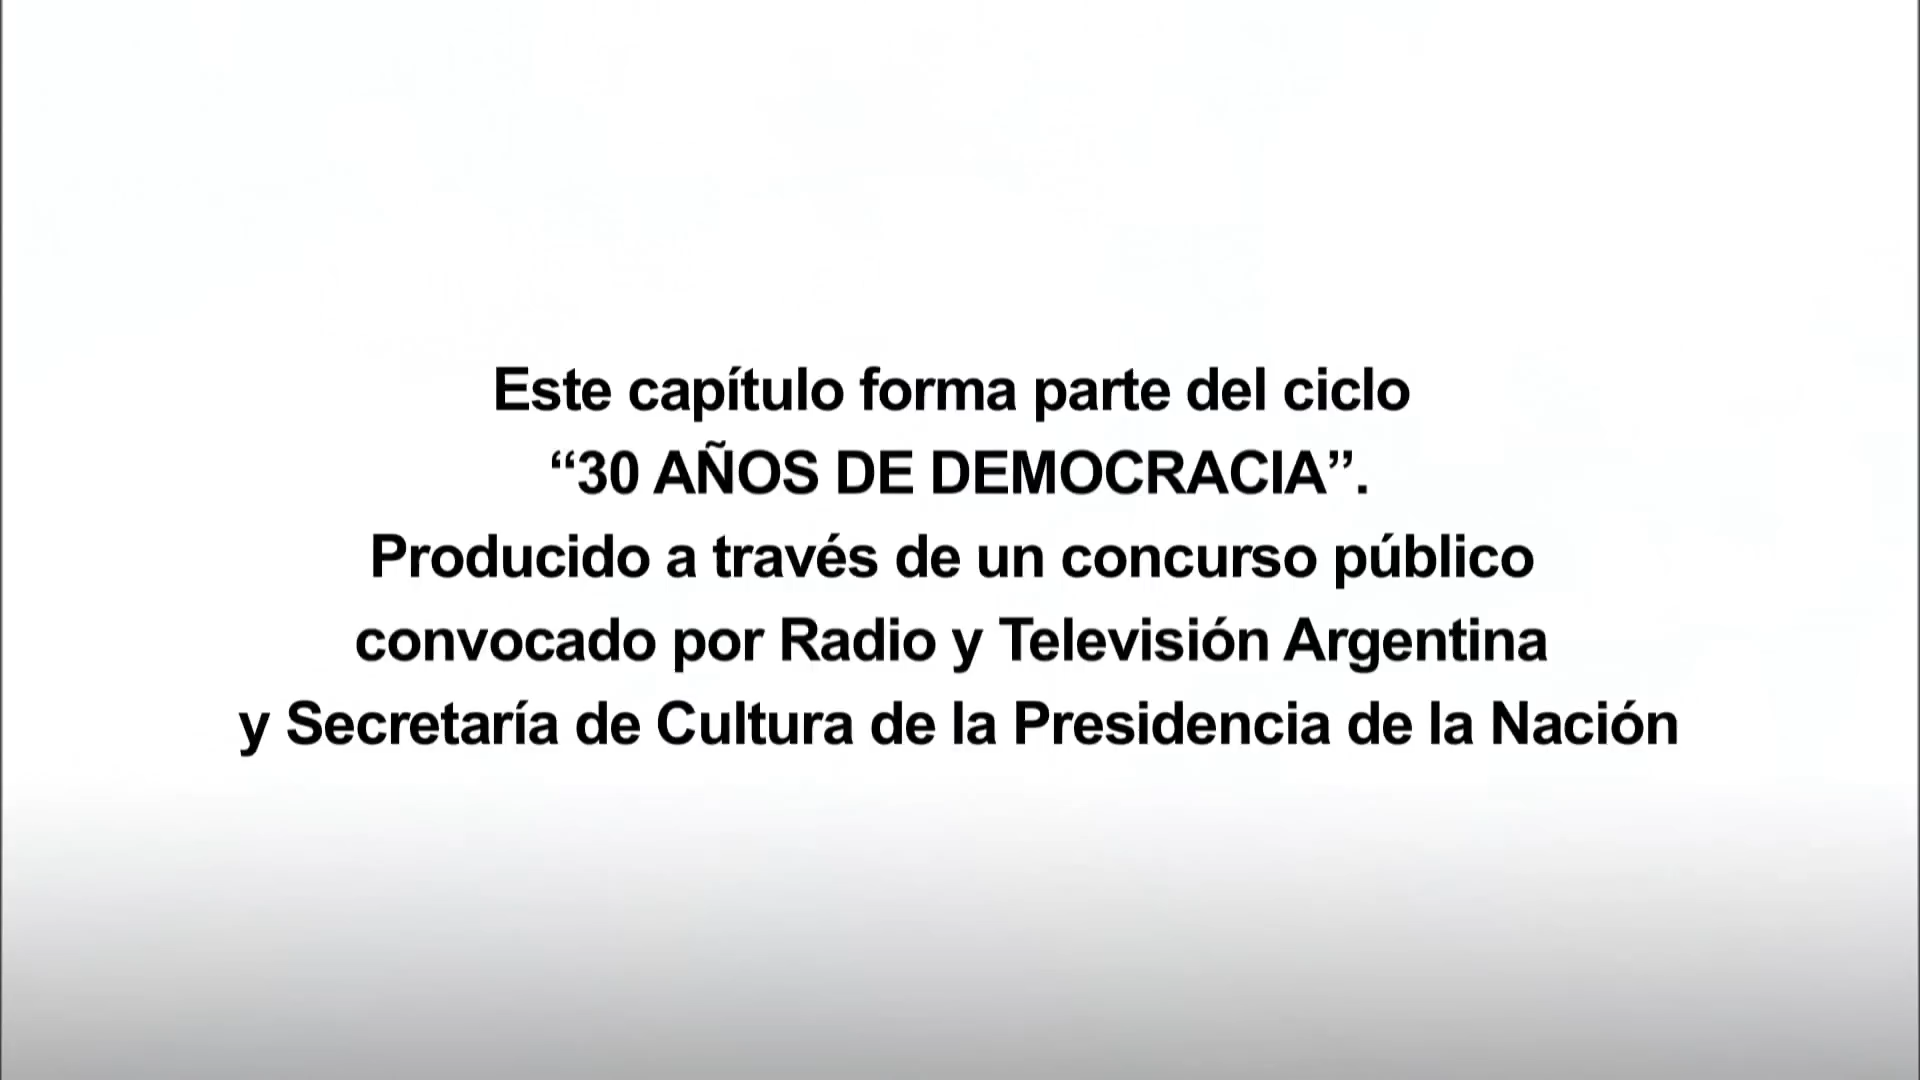 Este capítulo forma parte del ciclo
“30 AÑOS DE DEMOCRACIA”.
Producido a través de un concurso público
convocado por Radio y Televisión Argentina
y Secretaría de Cultura de la Presidencia de la Nación